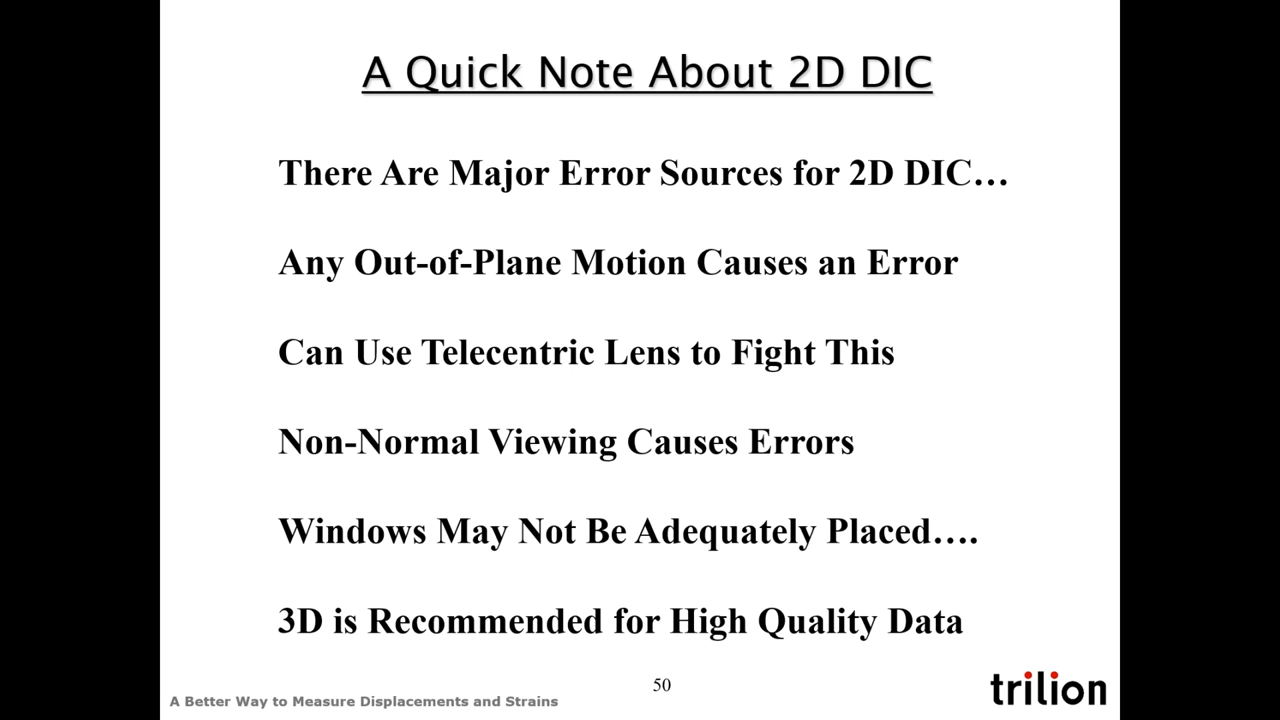 A Quick Note About 2D DIC
There Are Major Error Sources for 2D DIC…
Any Out-of-Plane Motion Causes an Error
Can Use Telecentric Lens to Fight This
Non-Normal Viewing Causes Errors
Windows May Not Be Adequately Placed….
3D is Recommended for High Quality Data
50
A Better Way to Measure Displacements and Strains
trilion